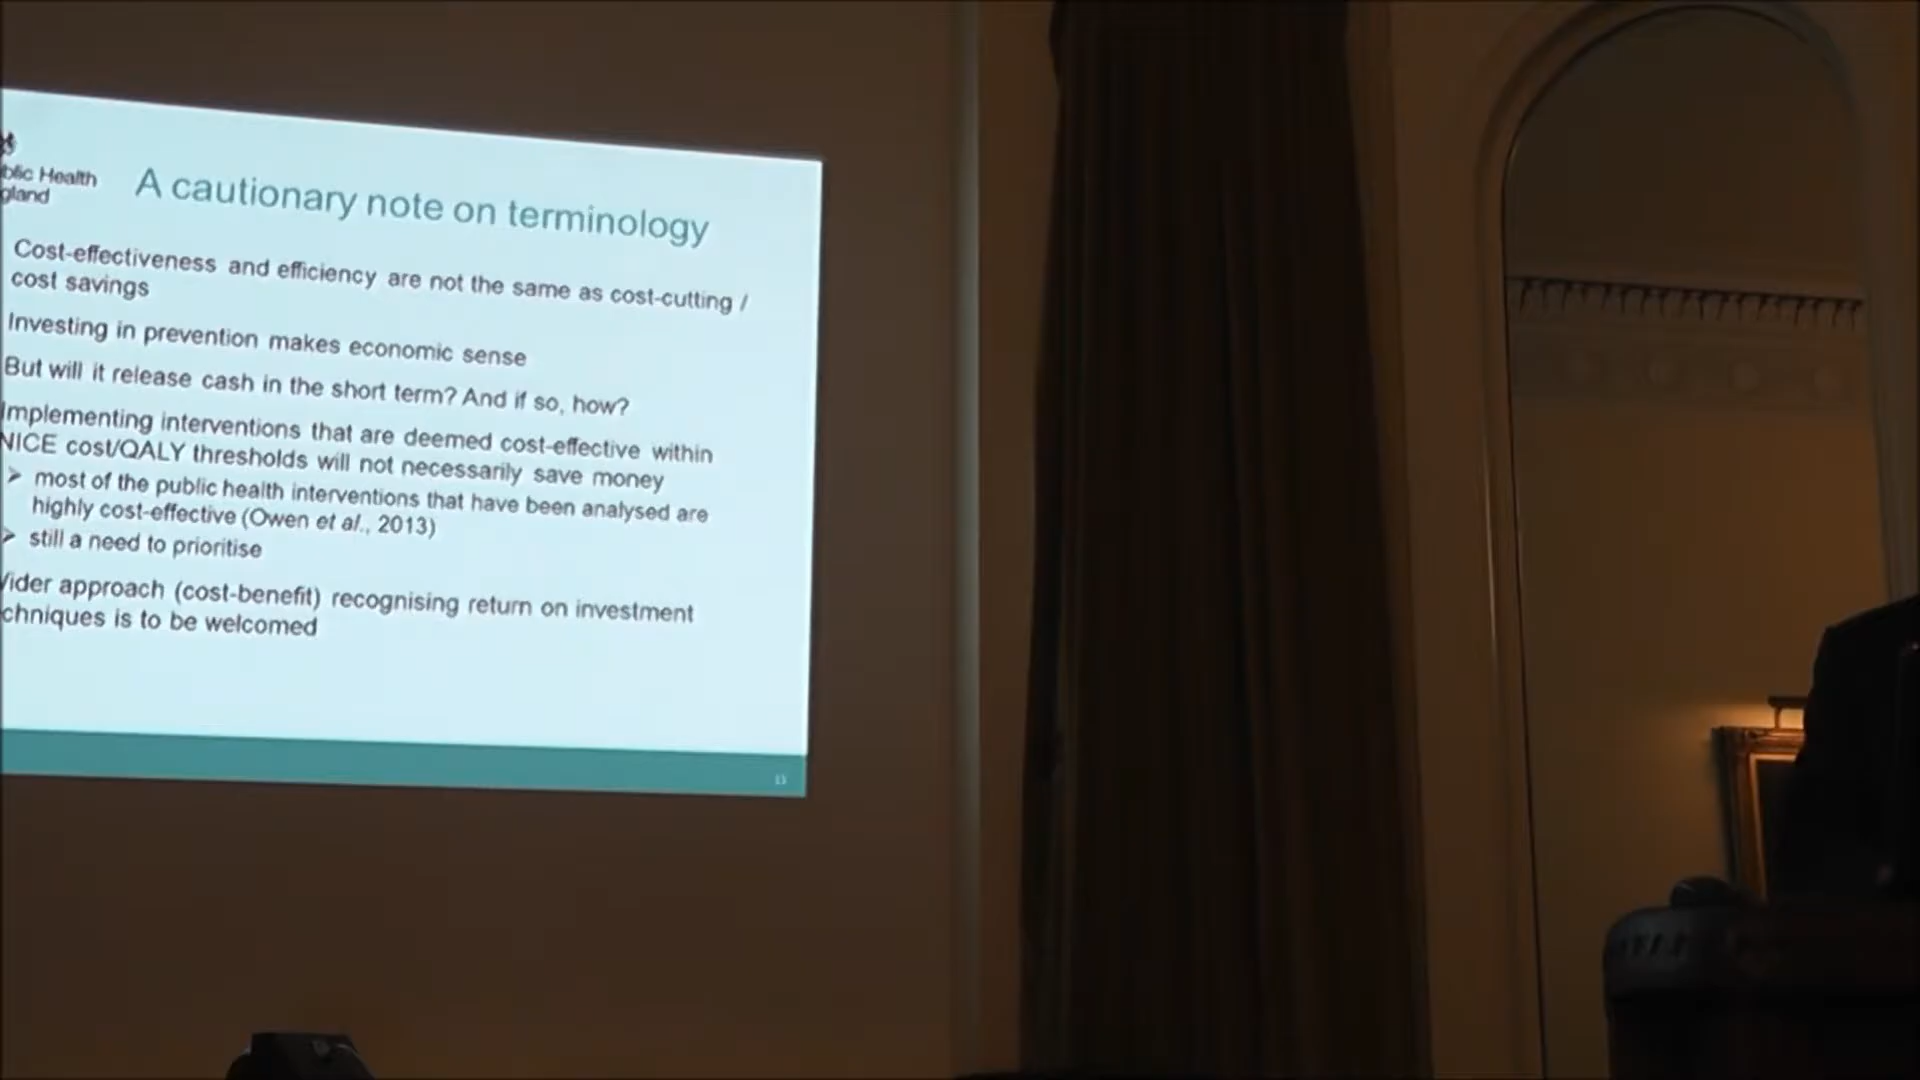 blic Health
gland
A cautionary note on terminology
Cost-effectiveness and efficiency are not the same as cost-cutting /
cost savings
Investing in prevention makes economic sense
But will it release cash in the short term? And if so, how?
Implementing interventions that are deemed cost-effective within
NICE cost/QALY thresholds will not necessarily save money
➤ most of the public health interventions that have been analysed are
highly cost-effective (Owen et al., 2013)
➤ still a need to prioritise
ider approach (cost-benefit) recognising return on investment
chniques is to be welcomed